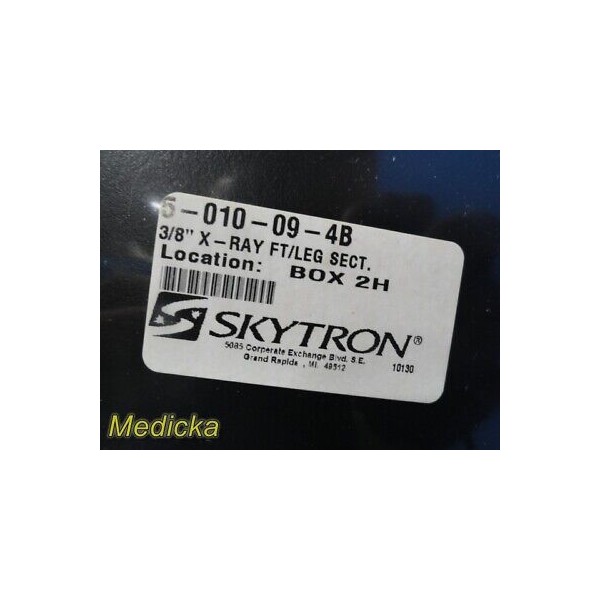 5-010-09-4B
3/8" X-RAY FT/LEG SECT.
Location: BOX 2H
SKYTRON®
5085 Corporate Exchange Blvd. S.E.
Grand Rapids, MI. 49512
10130
Medicka